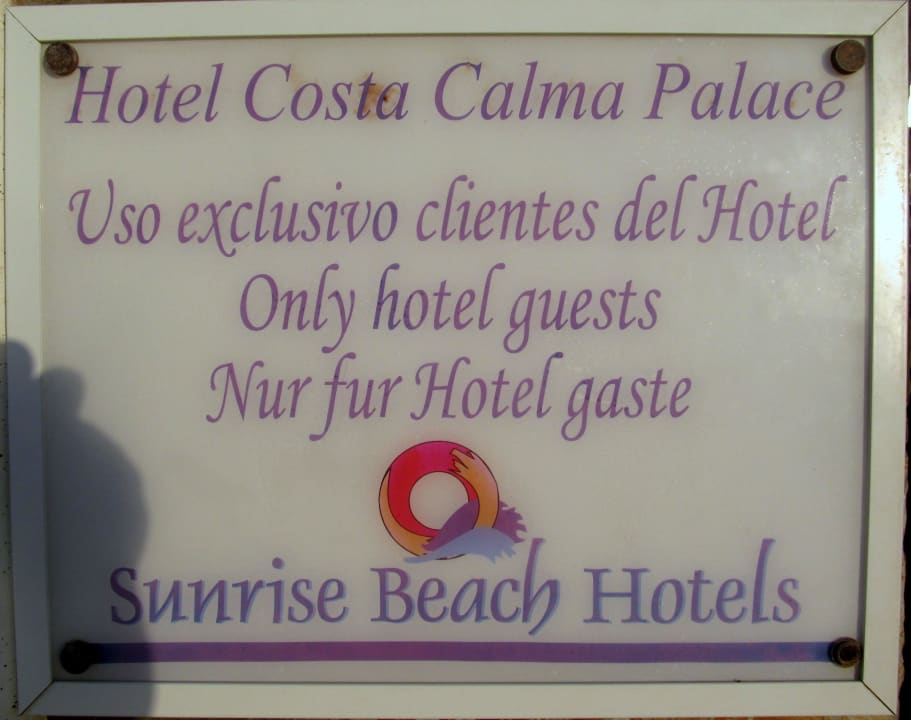 Hotel Costa Calma Palace
Uso exclusivo clientes del Hotel
Only hotel guests
Nur fur Hotel gaste
Sunrise Beach Hotels